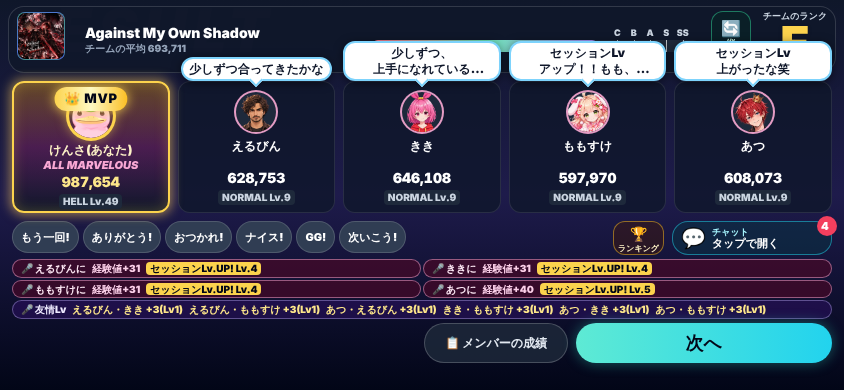 Against My Own Shadow
チームの平均 693,711
C B A S SS
チームのランク
少しずつ合ってきたかな
少しずつ、
上手になれている...
セッションLv
アップ！！もも、...
セッションLv
上がったな笑
👑 MVP
けんさ(あなた)
ALL MARVELOUS
987,654
HELL Lv.49
えるびん
628,753
NORMAL Lv.9
きき
646,108
NORMAL Lv.9
ももすけ
597,970
NORMAL Lv.9
あつ
608,073
NORMAL Lv.9
もう一回!
ありがとう!
おつかれ!
ナイス!
GG!
次いこう!
ランキング
チャット
タップで開く
4
えるびんに 経験値+31 セッションLv.UP! Lv.4
ききに 経験値+31 セッションLv.UP! Lv.4
ももすけに 経験値+31 セッションLv.UP! Lv.4
あつに 経験値+40 セッションLv.UP! Lv.5
友情Lv えるびん・きき +3(Lv1) えるびん・ももすけ +3(Lv1) あつ・えるびん +3(Lv1) きき・ももすけ +3(Lv1) あつ・きき +3(Lv1) あつ・ももすけ +3(Lv1)
メンバーの成績
次へ